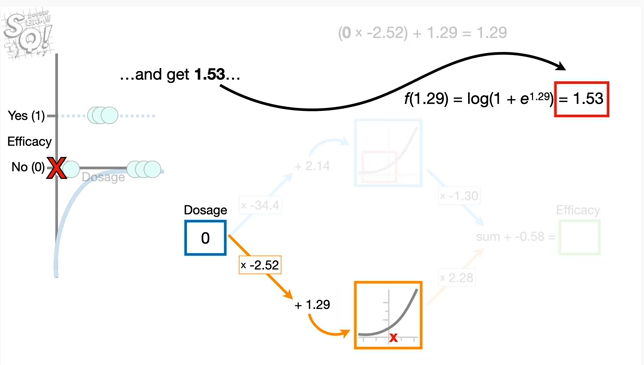 SQ!
(0 x -2.52) + 1.29 = 1.29
...and get 1.53...
f(1.29) = log(1 + e^1.29) = 1.53
Yes (1)
Efficacy
No (0)
Dosage
+ 2.14
x -34.4
x -1.30
Dosage
Efficacy
0
sum + -0.58 =
x -2.52
x 2.28
+ 1.29